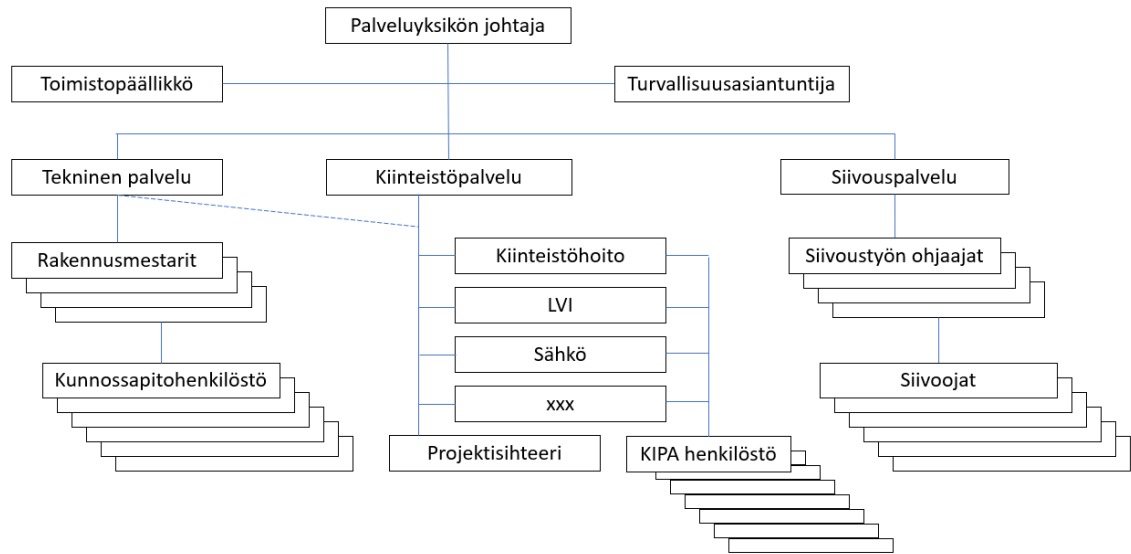 Palveluyksikön johtaja
Toimistopäällikkö
Turvallisuusasiantuntija
Tekninen palvelu
Kiinteistöpalvelu
Siivouspalvelu
Rakennusmestarit
Kiinteistöhoito
Siivoustyön ohjaajat
LVI
Sähkö
Kunnossapitohenkilöstö
Siivoojat
xxx
Projektisihteeri
KIPA henkilöstö